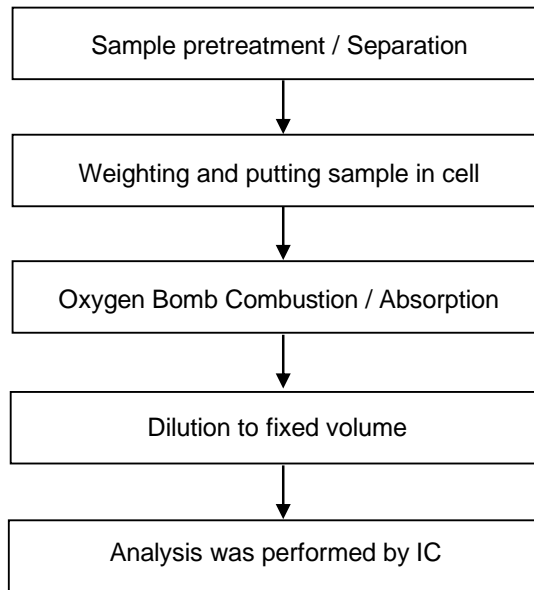 Sample pretreatment / Separation
Weighting and putting sample in cell
Oxygen Bomb Combustion / Absorption
Dilution to fixed volume
Analysis was performed by IC